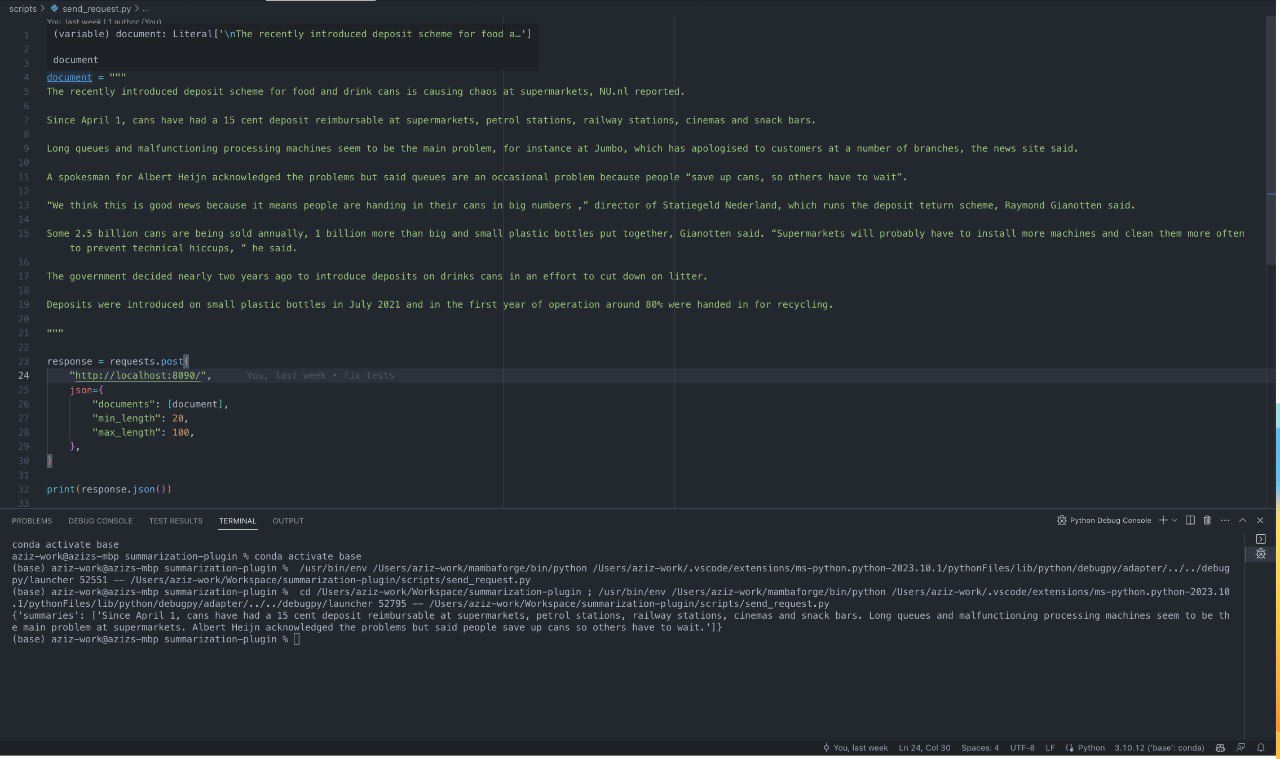 scripts > send_request.py > ...
You, last week | 1 author (You)
1
(variable) document: Literal['\nThe recently introduced deposit scheme for food a…']
2
3
document
4 document = """
5 The recently introduced deposit scheme for food and drink cans is causing chaos at supermarkets, NU.nl reported.
6
7 Since April 1, cans have had a 15 cent deposit reimbursable at supermarkets, petrol stations, railway stations, cinemas and snack bars.
8
9 Long queues and malfunctioning processing machines seem to be the main problem, for instance at Jumbo, which has apologised to customers at a number of branches, the news site said.
10
11 A spokesman for Albert Heijn acknowledged the problems but said queues are an occasional problem because people “save up cans, so others have to wait”.
12
13 “We think this is good news because it means people are handing in their cans in big numbers ,” director of Statiegeld Nederland, which runs the deposit teturn scheme, Raymond Gianotten said.
14
15 Some 2.5 billion cans are being sold annually, 1 billion more than big and small plastic bottles put together, Gianotten said. “Supermarkets will probably have to install more machines and clean them more often
to prevent technical hiccups, ” he said.
16
17 The government decided nearly two years ago to introduce deposits on drinks cans in an effort to cut down on litter.
18
19 Deposits were introduced on small plastic bottles in July 2021 and in the first year of operation around 80% were handed in for recycling.
20
21 """
22
23 response = requests.post(
24 "http://localhost:8090/", You, last week • fix tests
25 json={
26 "documents": [document],
27 "min_length": 20,
28 "max_length": 100,
29 },
30 )
31
32 print(response.json())
33
PROBLEMS DEBUG CONSOLE TEST RESULTS TERMINAL OUTPUT Python Debug Console
conda activate base
aziz-work@azizs-mbp summarization-plugin % conda activate base
(base) aziz-work@azizs-mbp summarization-plugin % /usr/bin/env /Users/aziz-work/mambaforge/bin/python /Users/aziz-work/.vscode/extensions/ms-python.python-2023.10.1/pythonFiles/lib/python/debugpy/adapter/../../debug
py/launcher 52551 -- /Users/aziz-work/Workspace/summarization-plugin/scripts/send_request.py
(base) aziz-work@azizs-mbp summarization-plugin % cd /Users/aziz-work/Workspace/summarization-plugin ; /usr/bin/env /Users/aziz-work/mambaforge/bin/python /Users/aziz-work/.vscode/extensions/ms-python.python-2023.10
.1/pythonFiles/lib/python/debugpy/adapter/../../debugpy/launcher 52795 -- /Users/aziz-work/Workspace/summarization-plugin/scripts/send_request.py
{'summaries': ['Since April 1, cans have had a 15 cent deposit reimbursable at supermarkets, petrol stations, railway stations, cinemas and snack bars. Long queues and malfunctioning processing machines seem to be th
e main problem at supermarkets. Albert Heijn acknowledged the problems but said people save up cans so others have to wait.']}
(base) aziz-work@azizs-mbp summarization-plugin %
You, last week Ln 24, Col 30 Spaces: 4 UTF-8 LF Python 3.10.12 ('base': conda)